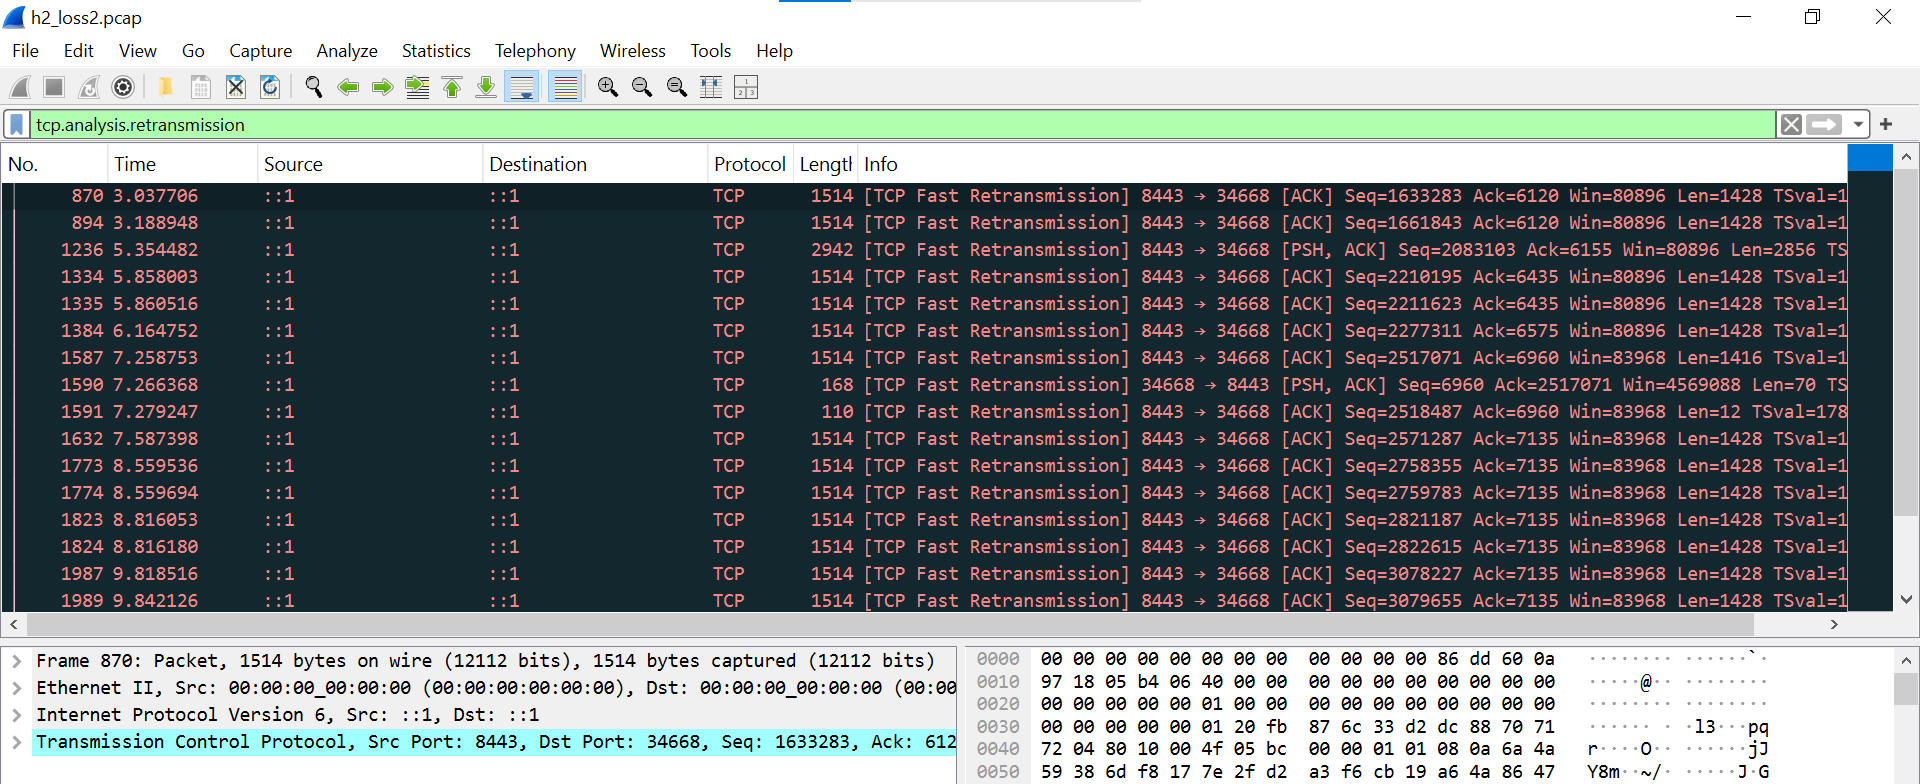 h2_loss2.pcap
File Edit View Go Capture Analyze Statistics Telephony Wireless Tools Help
tcp.analysis.retransmission
No. Time Source Destination Protocol Length Info
870 3.037706 ::1 ::1 TCP 1514 [TCP Fast Retransmission] 8443 → 34668 [ACK] Seq=1633283 Ack=6120 Win=80896 Len=1428 TSval=1
894 3.188948 ::1 ::1 TCP 1514 [TCP Fast Retransmission] 8443 → 34668 [ACK] Seq=1661843 Ack=6120 Win=80896 Len=1428 TSval=1
1236 5.354482 ::1 ::1 TCP 2942 [TCP Fast Retransmission] 8443 → 34668 [PSH, ACK] Seq=2083103 Ack=6155 Win=80896 Len=2856 TS
1334 5.858003 ::1 ::1 TCP 1514 [TCP Fast Retransmission] 8443 → 34668 [ACK] Seq=2210195 Ack=6435 Win=80896 Len=1428 TSval=1
1335 5.860516 ::1 ::1 TCP 1514 [TCP Fast Retransmission] 8443 → 34668 [ACK] Seq=2211623 Ack=6435 Win=80896 Len=1428 TSval=1
1384 6.164752 ::1 ::1 TCP 1514 [TCP Fast Retransmission] 8443 → 34668 [ACK] Seq=2277311 Ack=6575 Win=80896 Len=1428 TSval=1
1587 7.258753 ::1 ::1 TCP 1514 [TCP Fast Retransmission] 8443 → 34668 [ACK] Seq=2517071 Ack=6960 Win=83968 Len=1416 TSval=1
1590 7.266368 ::1 ::1 TCP 168 [TCP Fast Retransmission] 34668 → 8443 [PSH, ACK] Seq=6960 Ack=2517071 Win=4569088 Len=70 TS
1591 7.279247 ::1 ::1 TCP 110 [TCP Fast Retransmission] 8443 → 34668 [ACK] Seq=2518487 Ack=6960 Win=83968 Len=12 TSval=178
1632 7.587398 ::1 ::1 TCP 1514 [TCP Fast Retransmission] 8443 → 34668 [ACK] Seq=2571287 Ack=7135 Win=83968 Len=1428 TSval=1
1773 8.559536 ::1 ::1 TCP 1514 [TCP Fast Retransmission] 8443 → 34668 [ACK] Seq=2758355 Ack=7135 Win=83968 Len=1428 TSval=1
1774 8.559694 ::1 ::1 TCP 1514 [TCP Fast Retransmission] 8443 → 34668 [ACK] Seq=2759783 Ack=7135 Win=83968 Len=1428 TSval=1
1823 8.816053 ::1 ::1 TCP 1514 [TCP Fast Retransmission] 8443 → 34668 [ACK] Seq=2821187 Ack=7135 Win=83968 Len=1428 TSval=1
1824 8.816180 ::1 ::1 TCP 1514 [TCP Fast Retransmission] 8443 → 34668 [ACK] Seq=2822615 Ack=7135 Win=83968 Len=1428 TSval=1
1987 9.818516 ::1 ::1 TCP 1514 [TCP Fast Retransmission] 8443 → 34668 [ACK] Seq=3078227 Ack=7135 Win=83968 Len=1428 TSval=1
1989 9.842126 ::1 ::1 TCP 1514 [TCP Fast Retransmission] 8443 → 34668 [ACK] Seq=3079655 Ack=7135 Win=83968 Len=1428 TSval=1
Frame 870: Packet, 1514 bytes on wire (12112 bits), 1514 bytes captured (12112 bits)
Ethernet II, Src: 00:00:00_00:00:00 (00:00:00:00:00:00), Dst: 00:00:00_00:00:00 (00:00
Internet Protocol Version 6, Src: ::1, Dst: ::1
Transmission Control Protocol, Src Port: 8443, Dst Port: 34668, Seq: 1633283, Ack: 612
0000 00 00 00 00 00 00 00 00 00 00 00 00 86 dd 60 0a ········ ······`·
0010 97 18 05 b4 06 40 00 00 00 00 00 00 00 00 00 00 ·····@·· ········
0020 00 00 00 00 00 01 00 00 00 00 00 00 00 00 00 00 ········ ········
0030 00 00 00 00 00 01 20 fb 87 6c 33 d2 dc 88 70 71 ······ · ·l3···pq
0040 72 04 80 10 00 4f 05 bc 00 00 01 01 08 0a 6a 4a r····O·· ······jJ
0050 59 38 6d f8 17 7e 2f d2 a3 f6 cb 19 a6 4a 86 47 Y8m··~/· ·····J·G